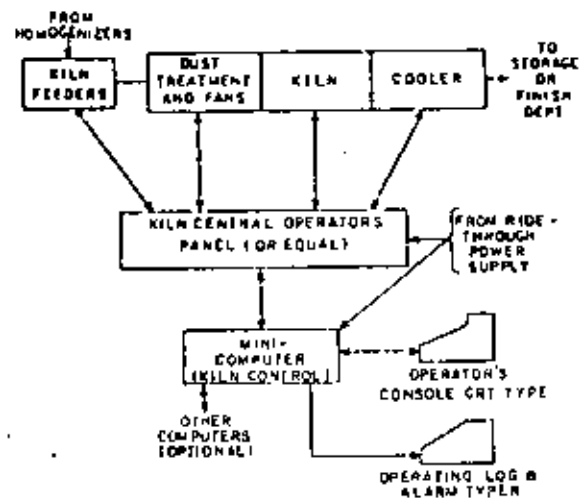 FROM
HOMOGENIZERS
KILN
FEEDERS
DUST
TREATMENT
AND FANS
KILN
COOLER
TO
STORAGE
OR
FINISH
DEPT
KILN CENTRAL OPERATORS
PANEL (OR EQUAL)
FROM RIDE-
THROUGH
POWER
SUPPLY
MINI-
COMPUTER
(KILN CONTROL)
OPERATOR'S
CONSOLE CRT TYPE
OTHER
COMPUTERS
(OPTIONAL)
OPERATING LOG &
ALARM TYPER